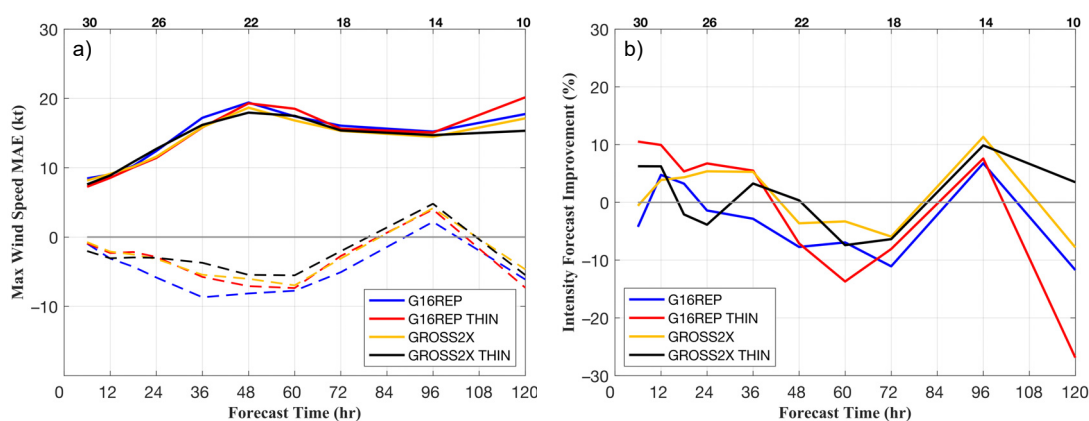 30 26 22 18 14 10
a)
30
20
10
0
−10
Max Wind Speed MAE (kt)
G16REP
G16REP THIN
GROSS2X
GROSS2X THIN
0 12 24 36 48 60 72 84 96 108 120
Forecast Time (hr)
30 26 22 18 14 10
b)
30
20
10
0
−10
−20
−30
Intensity Forecast Improvement (%)
G16REP
G16REP THIN
GROSS2X
GROSS2X THIN
0 12 24 36 48 60 72 84 96 108 120
Forecast Time (hr)